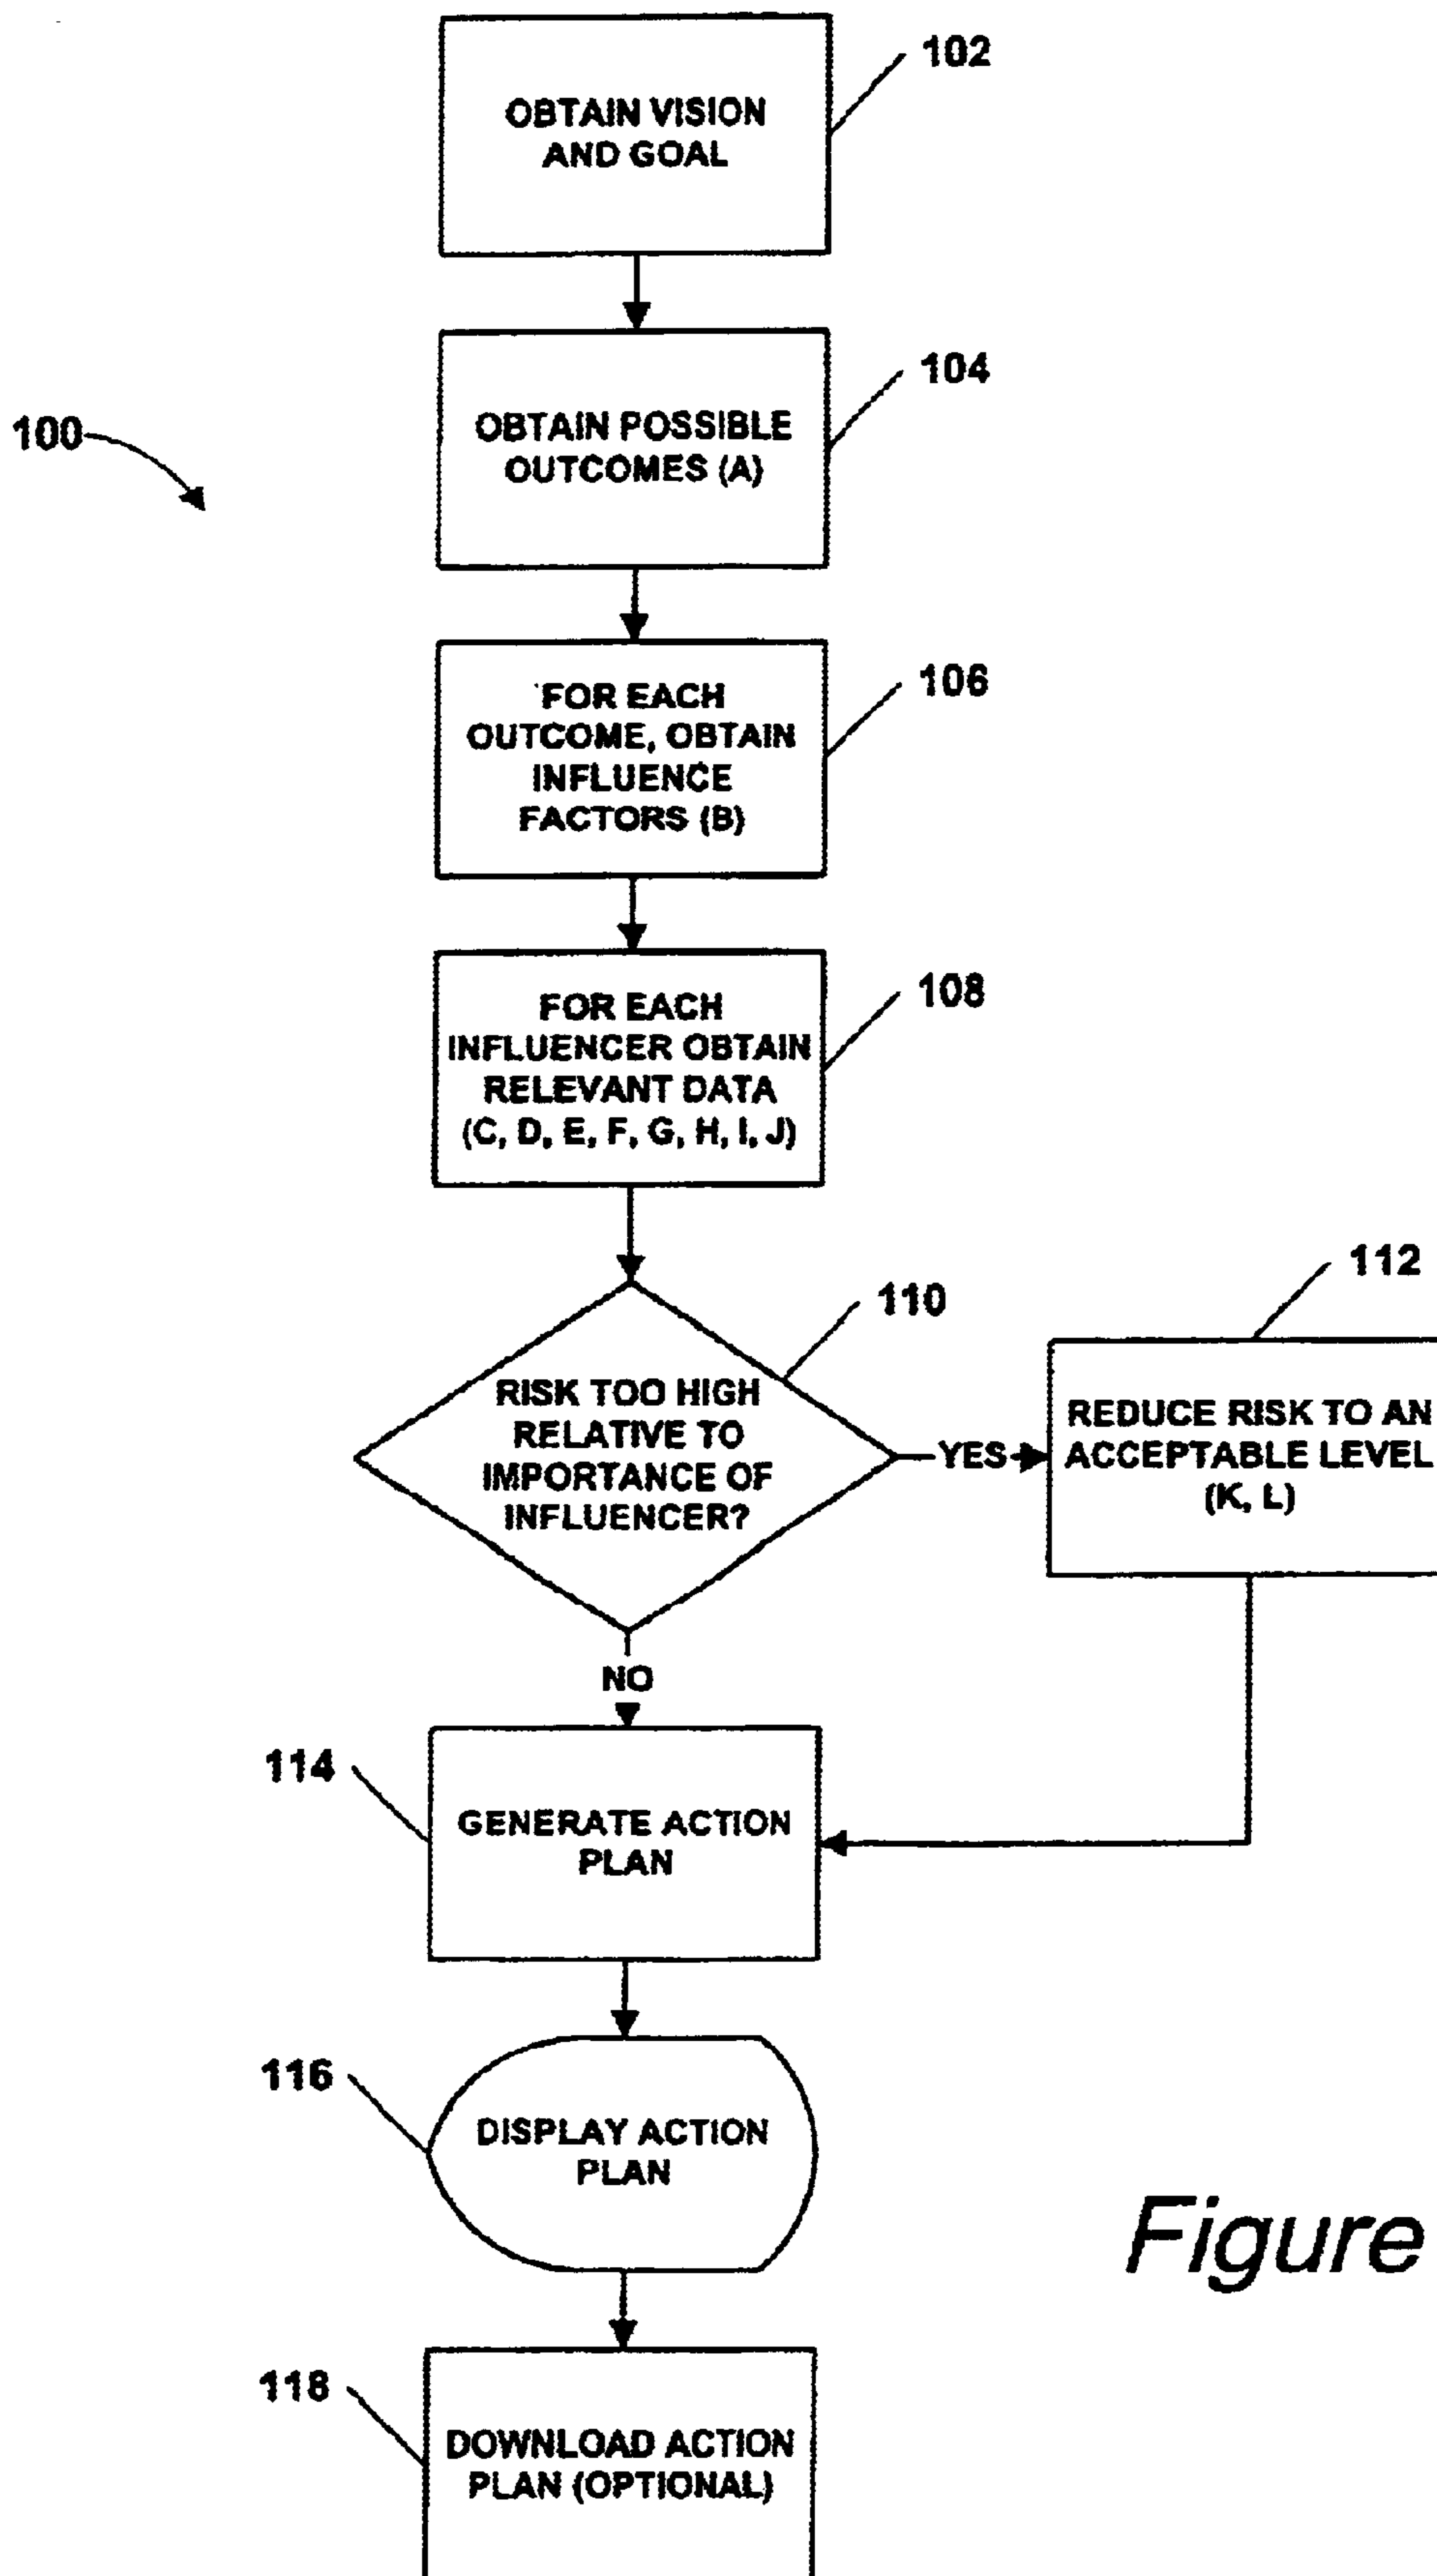 102
OBTAIN VISION
AND GOAL
104
100
OBTAIN POSSIBLE
OUTCOMES (A)
106
FOR EACH
OUTCOME, OBTAIN
INFLUENCE
FACTORS (B)
108
FOR EACH
INFLUENCER OBTAIN
RELEVANT DATA
(C, D, E, F, G, H, I, J)
112
110
RISK TOO HIGH
RELATIVE TO
IMPORTANCE OF
INFLUENCER?
YES
REDUCE RISK TO AN
ACCEPTABLE LEVEL
(K, L)
NO
114
GENERATE ACTION
PLAN
116
DISPLAY ACTION
PLAN
Figure
118
DOWNLOAD ACTION
PLAN (OPTIONAL)